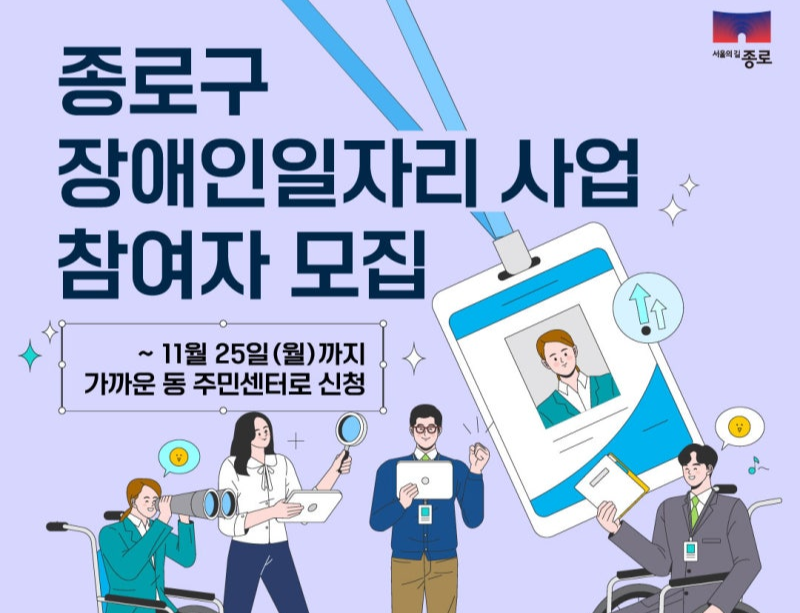 서울의 길 종로
종로구
장애인일자리 사업
참여자 모집
~ 11월 25일(월)까지
가까운 동 주민센터로 신청